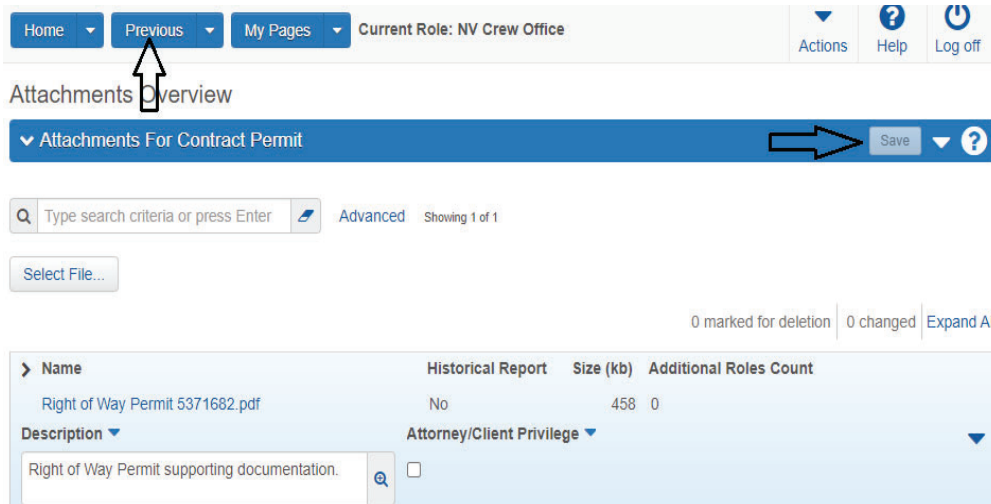 Home Previous My Pages Current Role: NV Crew Office
Actions Help Log off
Attachments Overview
Attachments For Contract Permit Save ?
Type search criteria or press Enter Advanced Showing 1 of 1
Select File...
0 marked for deletion 0 changed Expand A
Name Historical Report Size (kb) Additional Roles Count
Right of Way Permit 5371682.pdf No 458 0
Description Attorney/Client Privilege
Right of Way Permit supporting documentation.